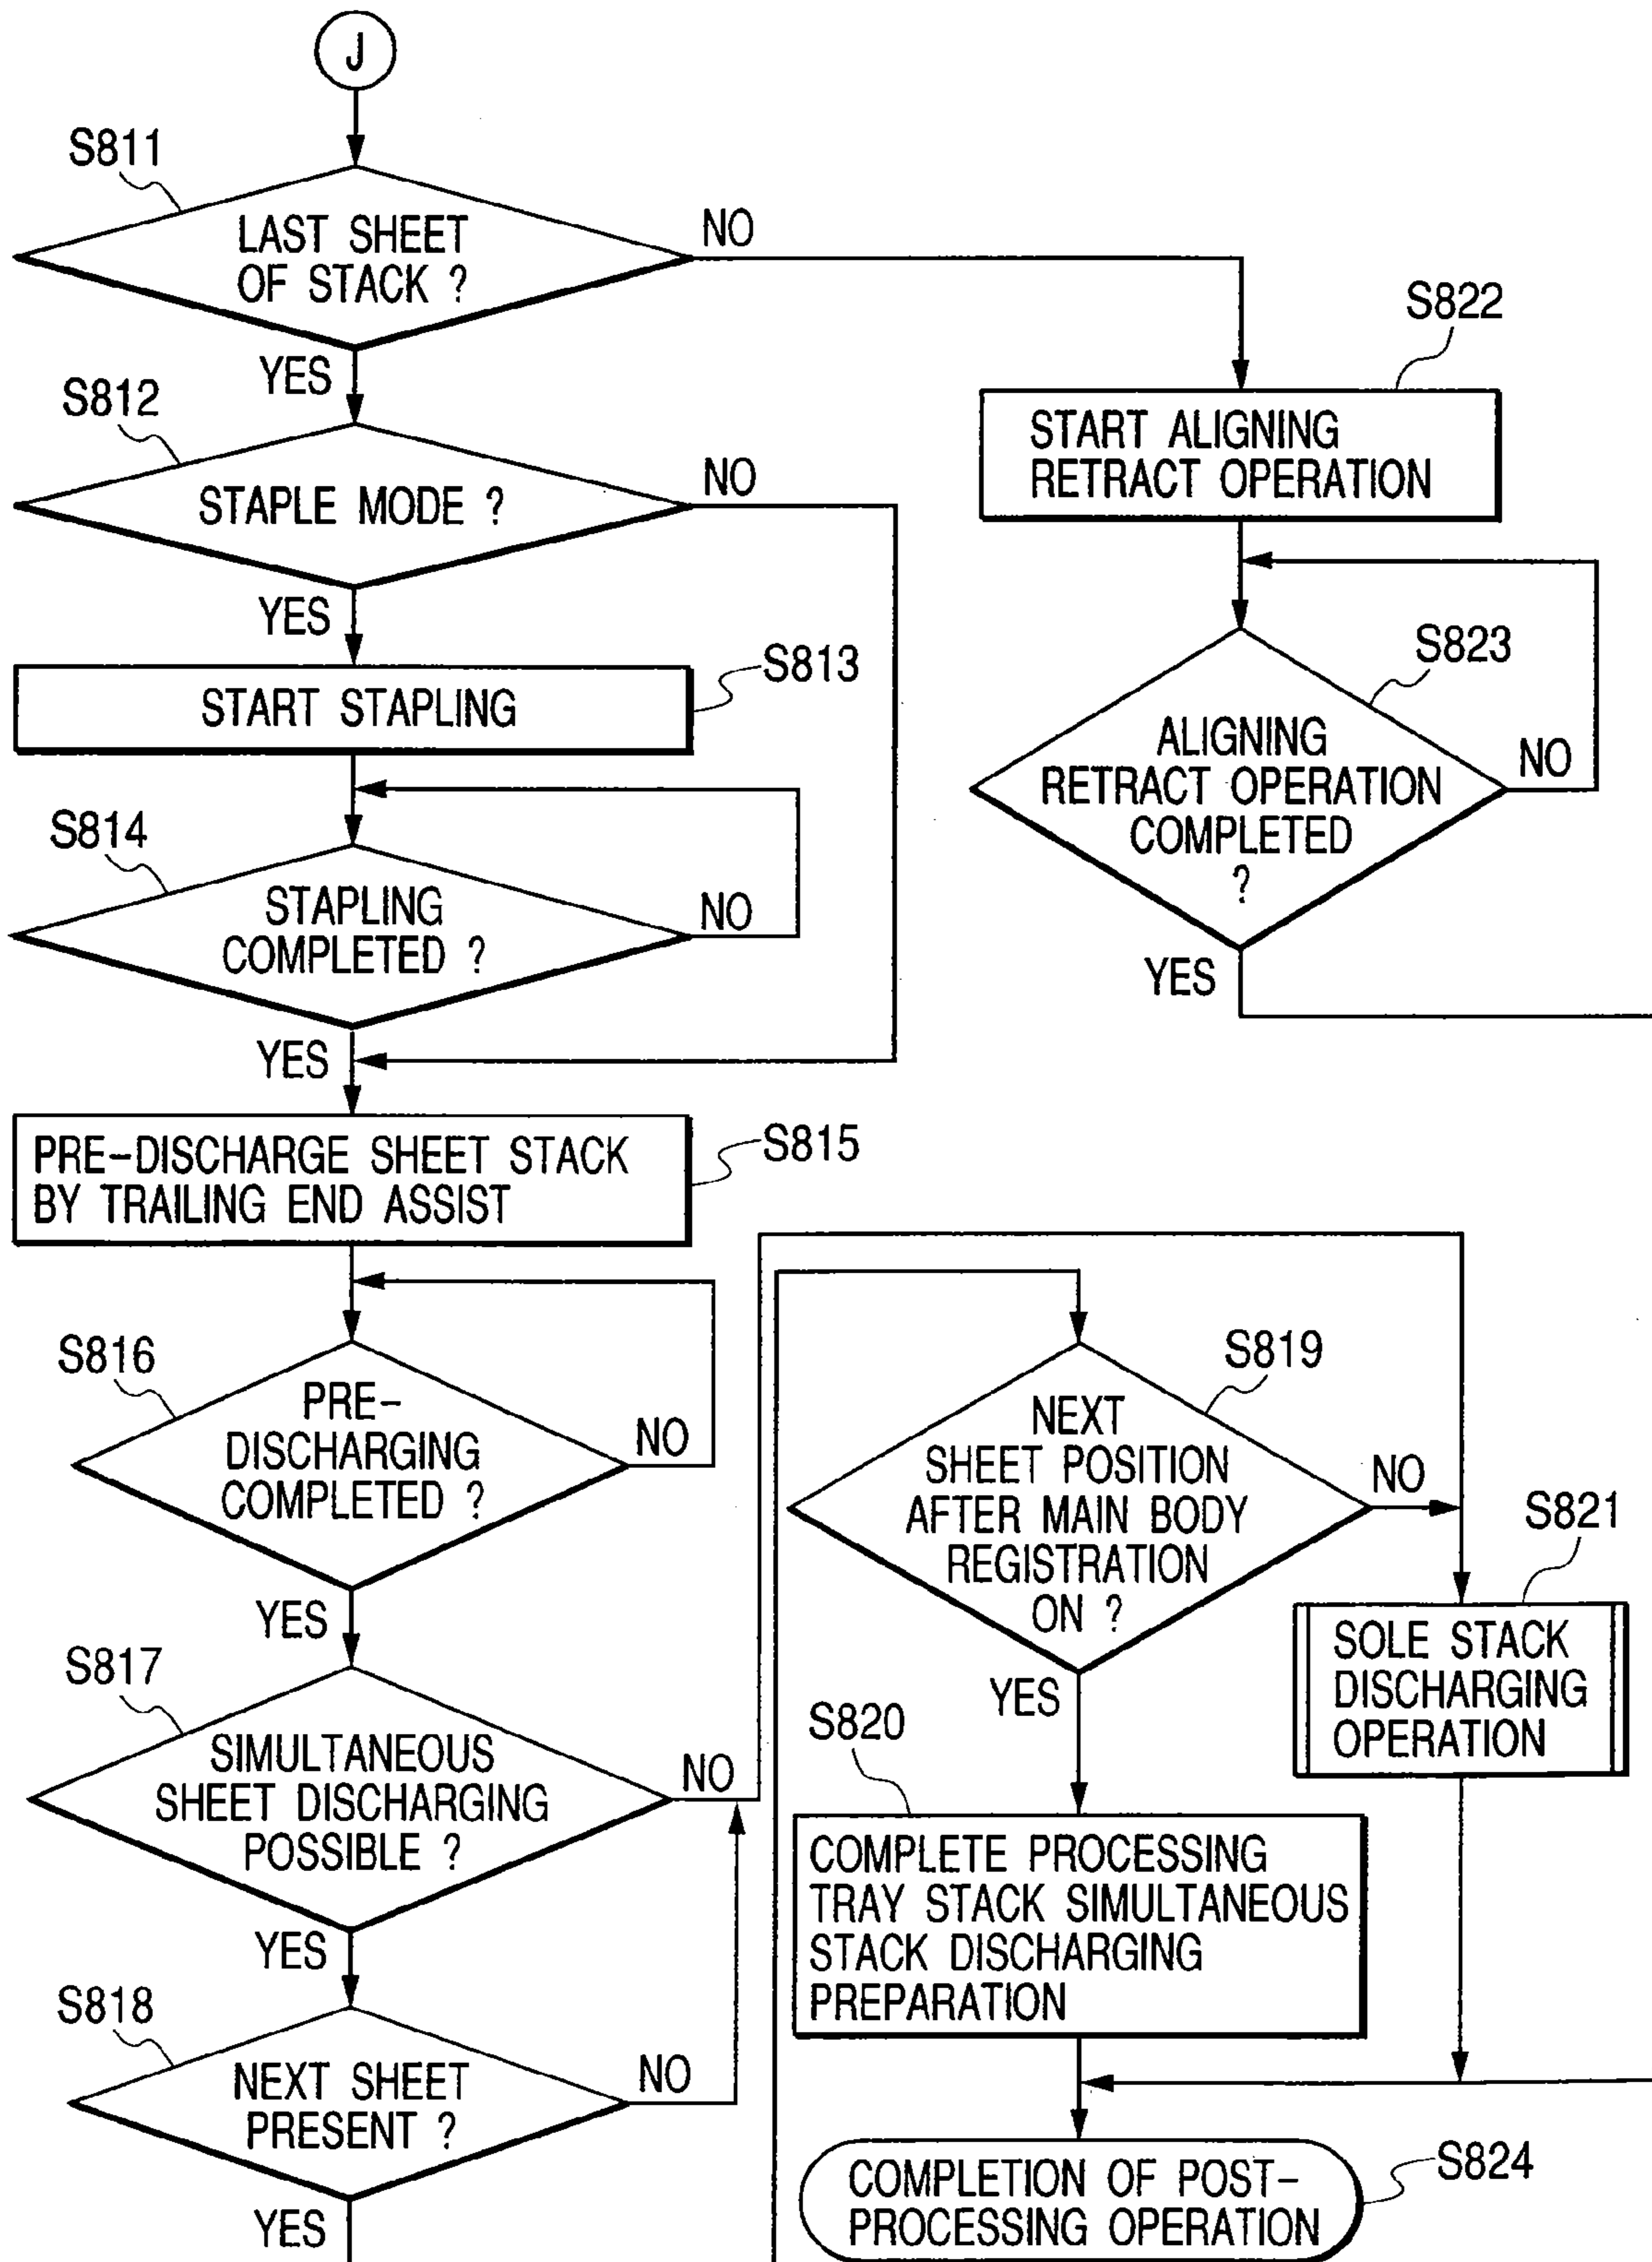 J
S811
LAST SHEET
OF STACK ?
NO
YES
S812
STAPLE MODE ?
NO
YES
START STAPLING
S813
S814
STAPLING
COMPLETED ?
NO
YES
PRE-DISCHARGE SHEET STACK
BY TRAILING END ASSIST
S815
S816
PRE-
DISCHARGING
COMPLETED ?
NO
YES
S817
SIMULTANEOUS
SHEET DISCHARGING
POSSIBLE ?
NO
YES
S818
NEXT SHEET
PRESENT ?
NO
YES
S822
START ALIGNING
RETRACT OPERATION
S823
ALIGNING
RETRACT OPERATION
COMPLETED
?
NO
YES
S819
NEXT
SHEET POSITION
AFTER MAIN BODY
REGISTRATION
ON ?
NO
YES
S821
SOLE STACK
DISCHARGING
OPERATION
S820
COMPLETE PROCESSING
TRAY STACK SIMULTANEOUS
STACK DISCHARGING
PREPARATION
COMPLETION OF POST-
PROCESSING OPERATION
S824